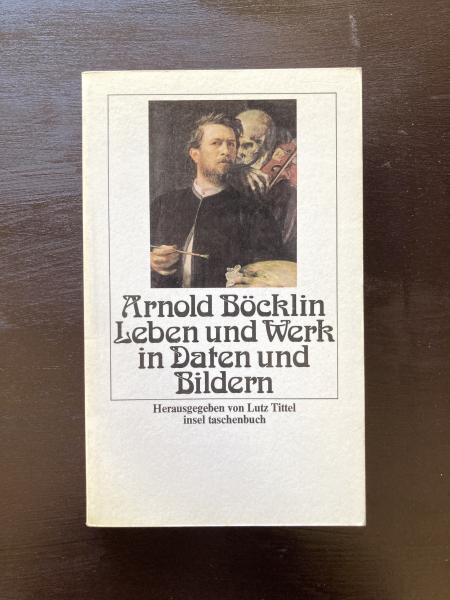 Arnold Böcklin
Leben und Werk
in Daten und
Bildern
Herausgegeben von Lutz Tittel
insel taschenbuch